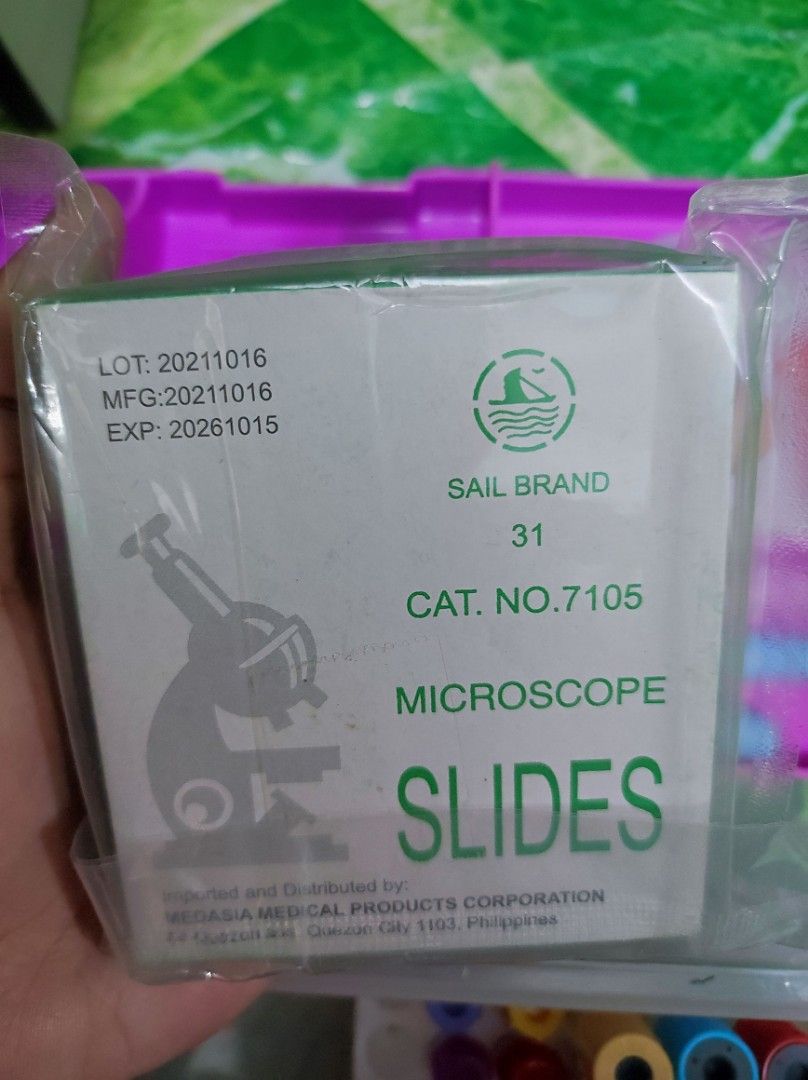 LOT: 20211016
MFG:20211016
EXP: 20261015
SAIL BRAND
31
CAT. NO.7105
MICROSCOPE
SLIDES
Imported and Distributed by:
MEDASIA MEDICAL PRODUCTS CORPORATION
Quezon Quezon City 1103, Philippines